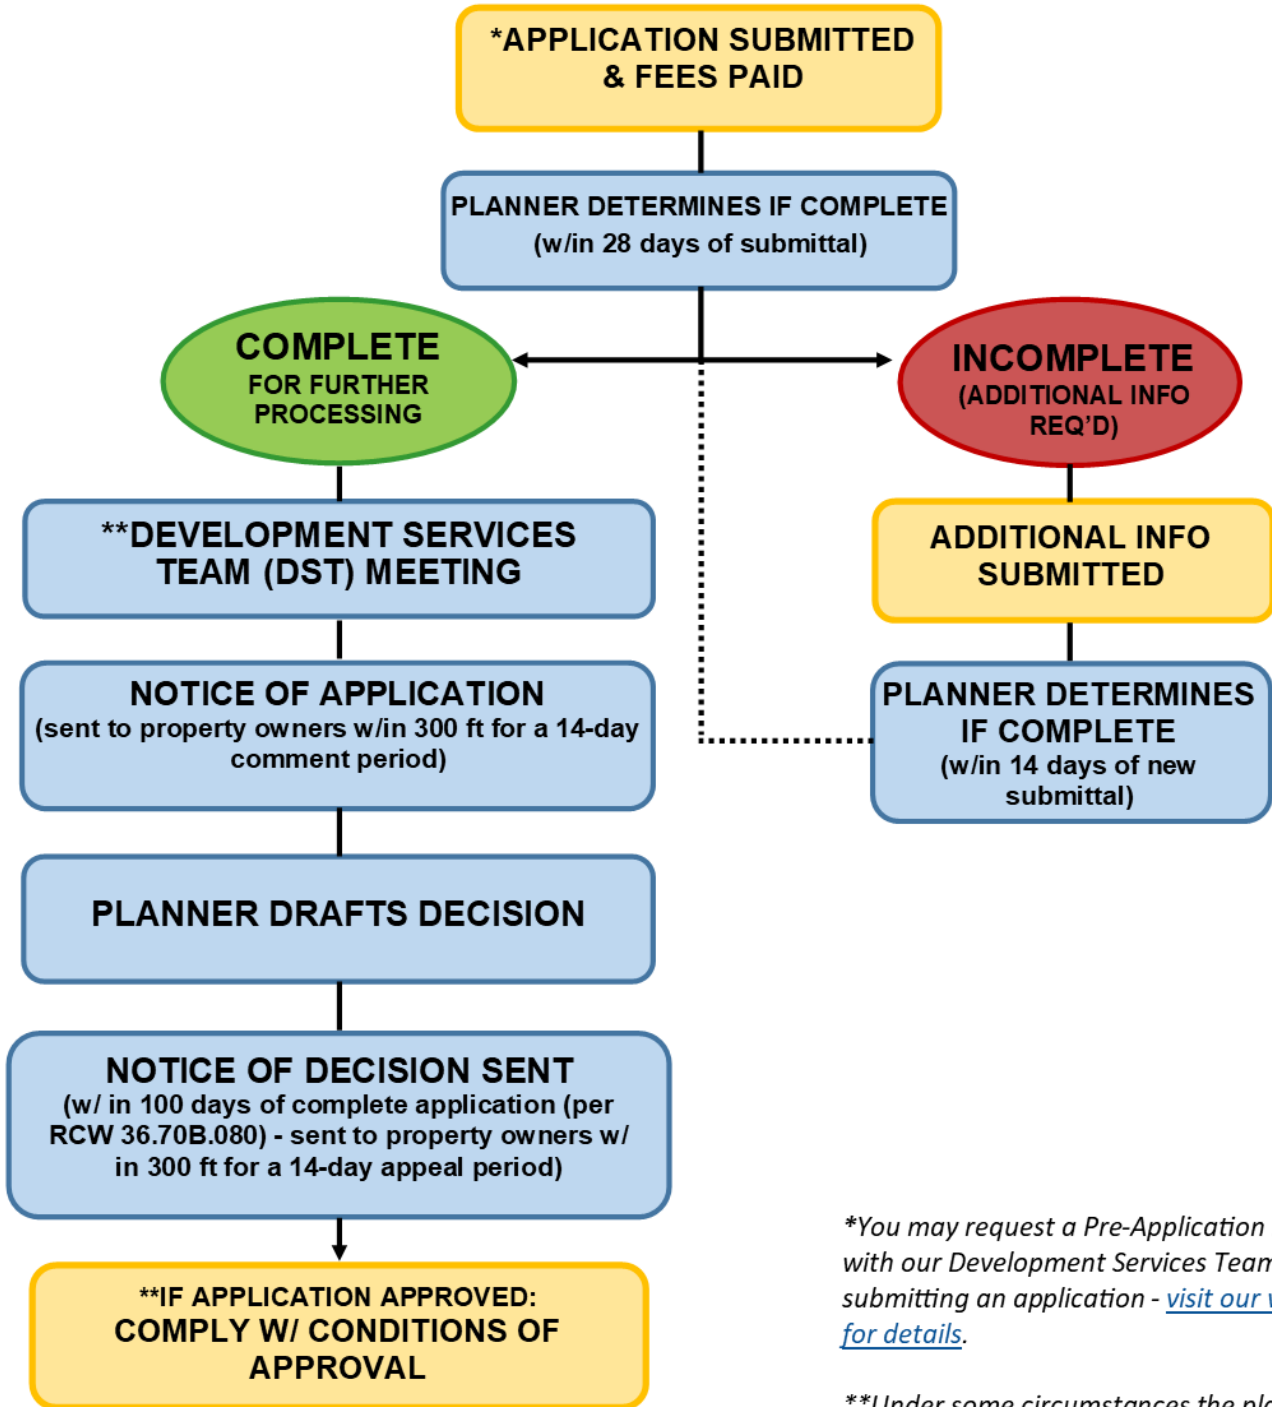 *APPLICATION SUBMITTED
& FEES PAID
PLANNER DETERMINES IF COMPLETE
(w/in 28 days of submittal)
COMPLETE
FOR FURTHER
PROCESSING
INCOMPLETE
(ADDITIONAL INFO
REQ’D)
**DEVELOPMENT SERVICES
TEAM (DST) MEETING
ADDITIONAL INFO
SUBMITTED
NOTICE OF APPLICATION
(sent to property owners w/in 300 ft for a 14-day
comment period)
PLANNER DETERMINES
IF COMPLETE
(w/in 14 days of new
submittal)
PLANNER DRAFTS DECISION
NOTICE OF DECISION SENT
(w/ in 100 days of complete application (per
RCW 36.70B.080) - sent to property owners w/
in 300 ft for a 14-day appeal period)
**IF APPLICATION APPROVED:
COMPLY W/ CONDITIONS OF
APPROVAL
*You may request a Pre-Application
with our Development Services Team
submitting an application - visit our
for details.
**Under some circumstances the